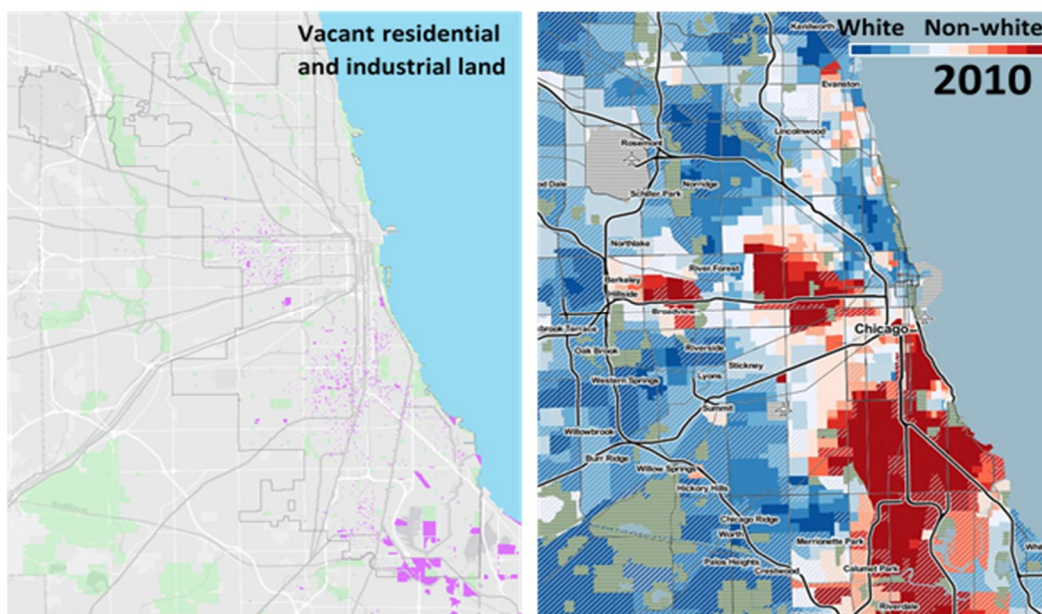 Vacant residential
and industrial land
White Non-white
2010
Kenilworth
Evanston
Lincolnwood
Rosemont
Schiller Park
Norridge
Northlake
River Forest
Berkeley
Hillside
Broadview
Chicago
Oak Brook
Riverside
Stickney
Lyons
Western Springs
Summit
Willowbrook
Burr Ridge
Willow Springs
Hickory Hills
Chicago Ridge
Worth
Merrionette Park
Palos Heights
Crestwood
Calumet Park
Riverdale